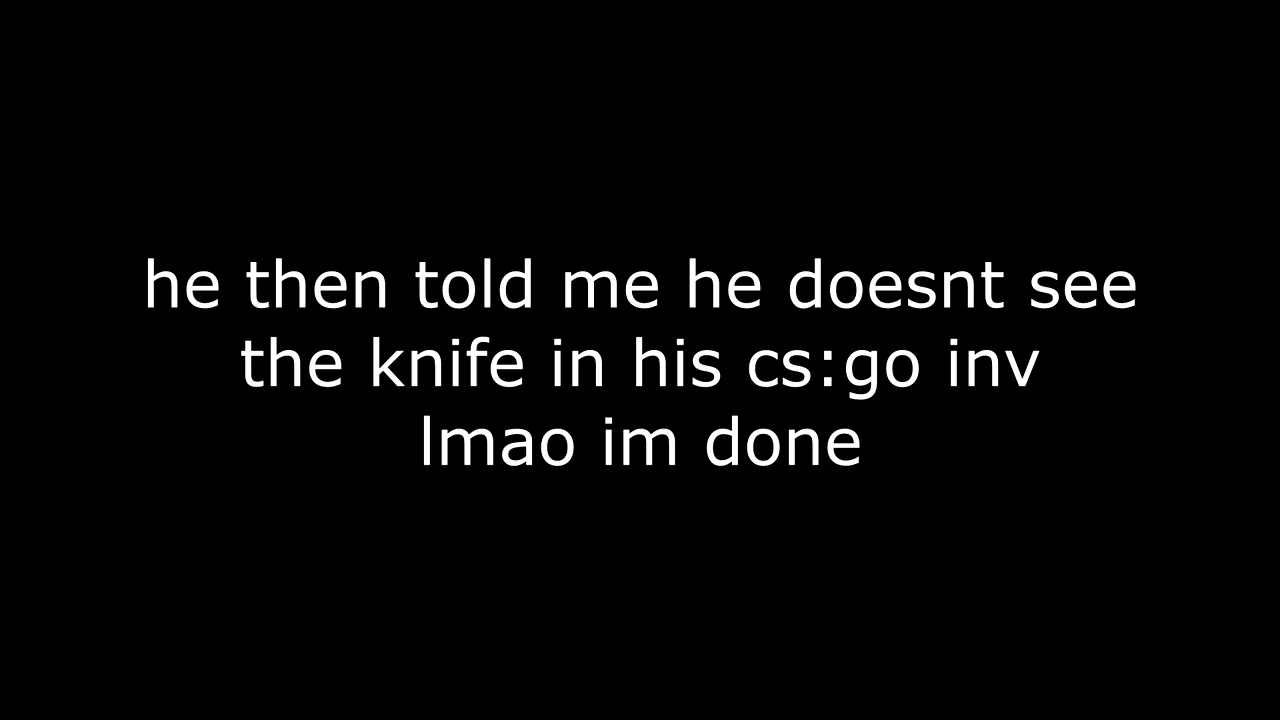 he then told me he doesnt see
the knife in his cs:go inv
lmao im done